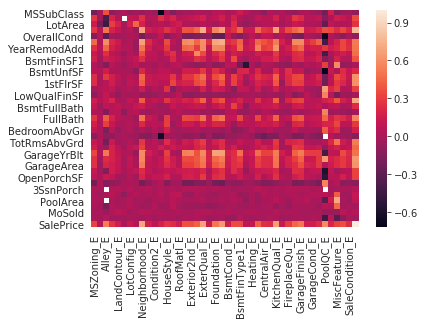 MSSubClass
LotArea
OverallCond
YearRemodAdd
BsmtFinSF1
BsmtUnfSF
1stFlrSF
LowQualFinSF
BsmtFullBath
FullBath
BedroomAbvGr
TotRmsAbvGrd
GarageYrBlt
GarageArea
OpenPorchSF
3SsnPorch
PoolArea
MoSold
SalePrice
MSZoning_E
Alley_E
LandContour_E
LotConfig_E
Neighborhood_E
Condition2_E
HouseStyle_E
RoofMatl_E
Exterior2nd_E
ExterQual_E
Foundation_E
BsmtCond_E
BsmtFinType1_E
Heating_E
CentralAir_E
KitchenQual_E
FireplaceQu_E
GarageFinish_E
GarageCond_E
PoolQC_E
MiscFeature_E
SaleCondition_E
0.9
0.6
0.3
0.0
−0.3
−0.6